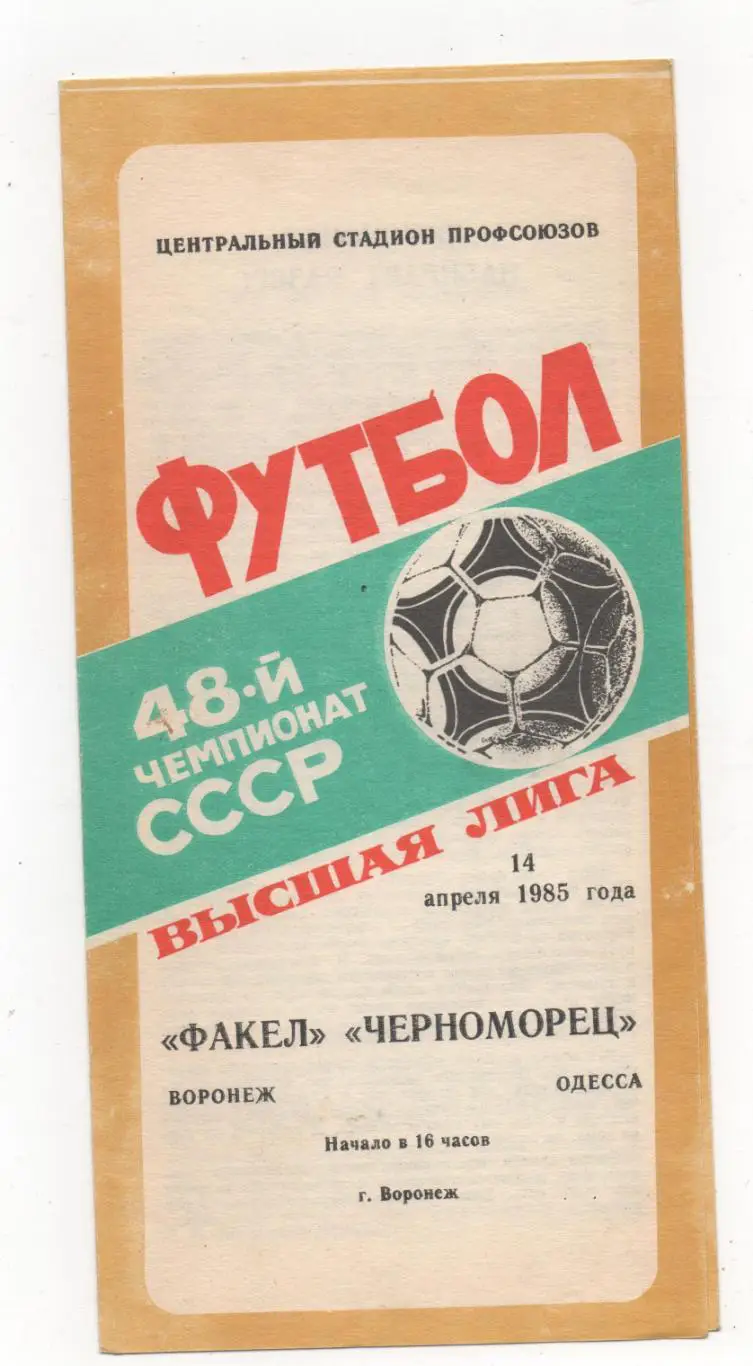 ЦЕНТРАЛЬНЫЙ СТАДИОН ПРОФСОЮЗОВ
ФУТБОЛ
48-й
ЧЕМПИОНАТ
СССР
ВЫСШАЯ ЛИГА
14
апреля 1985 года
«ФАКЕЛ» «ЧЕРНОМОРЕЦ»
ВОРОНЕЖ ОДЕССА
Начало в 16 часов
г. Воронеж